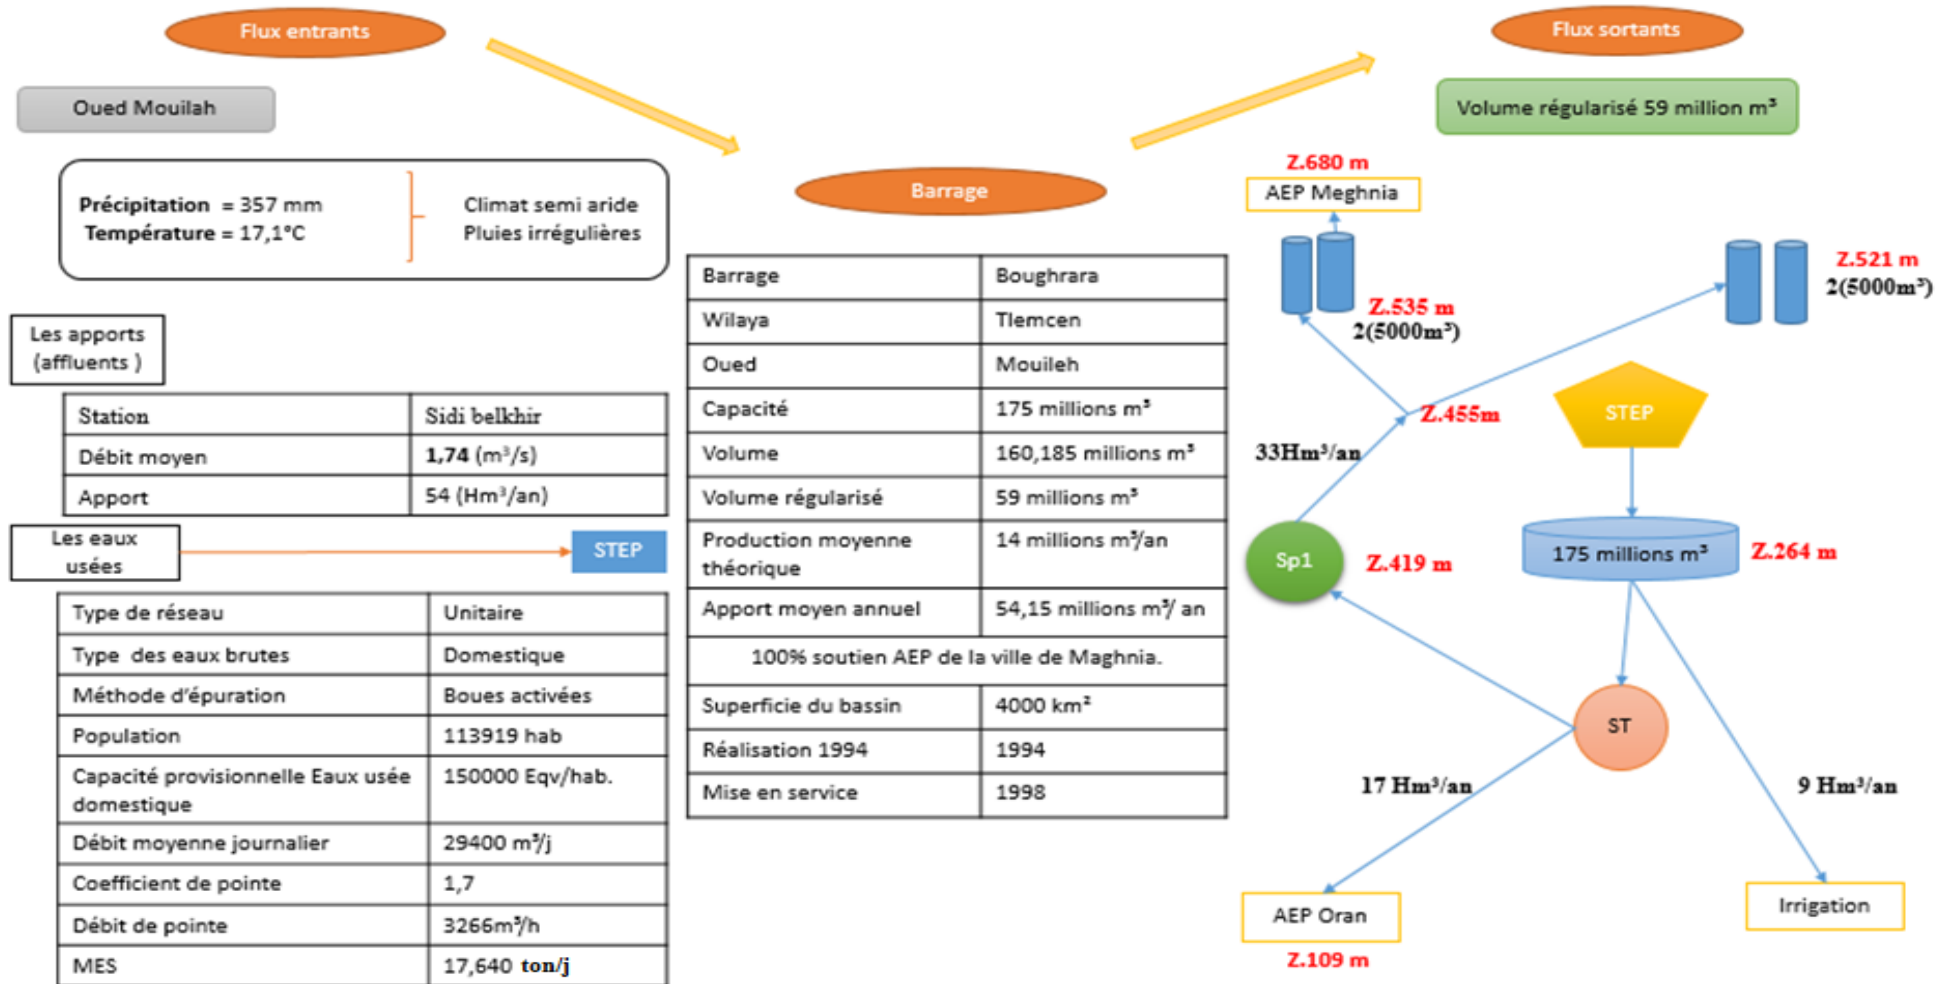 Flux entrants
Oued Mouilah
Précipitation = 357 mm
Température = 17,1°C
Climat semi aride
Pluies irrégulières
Les apports
(affluents )
Station Sidi belkhir
Débit moyen 1,74 (m³/s)
Apport 54 (Hm³/an)
Les eaux
usées
STEP
Type de réseau Unitaire
Type des eaux brutes Domestique
Méthode d'épuration Boues activées
Population 113919 hab
Capacité provisionnelle Eaux usée 150000 Eqv/hab.
domestique
Débit moyenne journalier 29400 m³/j
Coefficient de pointe 1,7
Débit de pointe 3266m³/h
MES 17,640 ton/j
Barrage
Barrage Boughrara
Wilaya Tlemcen
Oued Mouileh
Capacité 175 millions m³
Volume 160,185 millions m³
Volume régularisé 59 millions m³
Production moyenne 14 millions m³/an
théorique
Apport moyen annuel 54,15 millions m³/ an
100% soutien AEP de la ville de Maghnia.
Superficie du bassin 4000 km²
Réalisation 1994 1994
Mise en service 1998
Flux sortants
Volume régularisé 59 million m³
Z.680 m
AEP Meghnia
Z.535 m
2(5000m³)
Z.521 m
2(5000m³)
Z.455m
33Hm³/an
STEP
Sp1
Z.419 m
175 millions m³
Z.264 m
ST
17 Hm³/an
9 Hm³/an
AEP Oran
Z.109 m
Irrigation